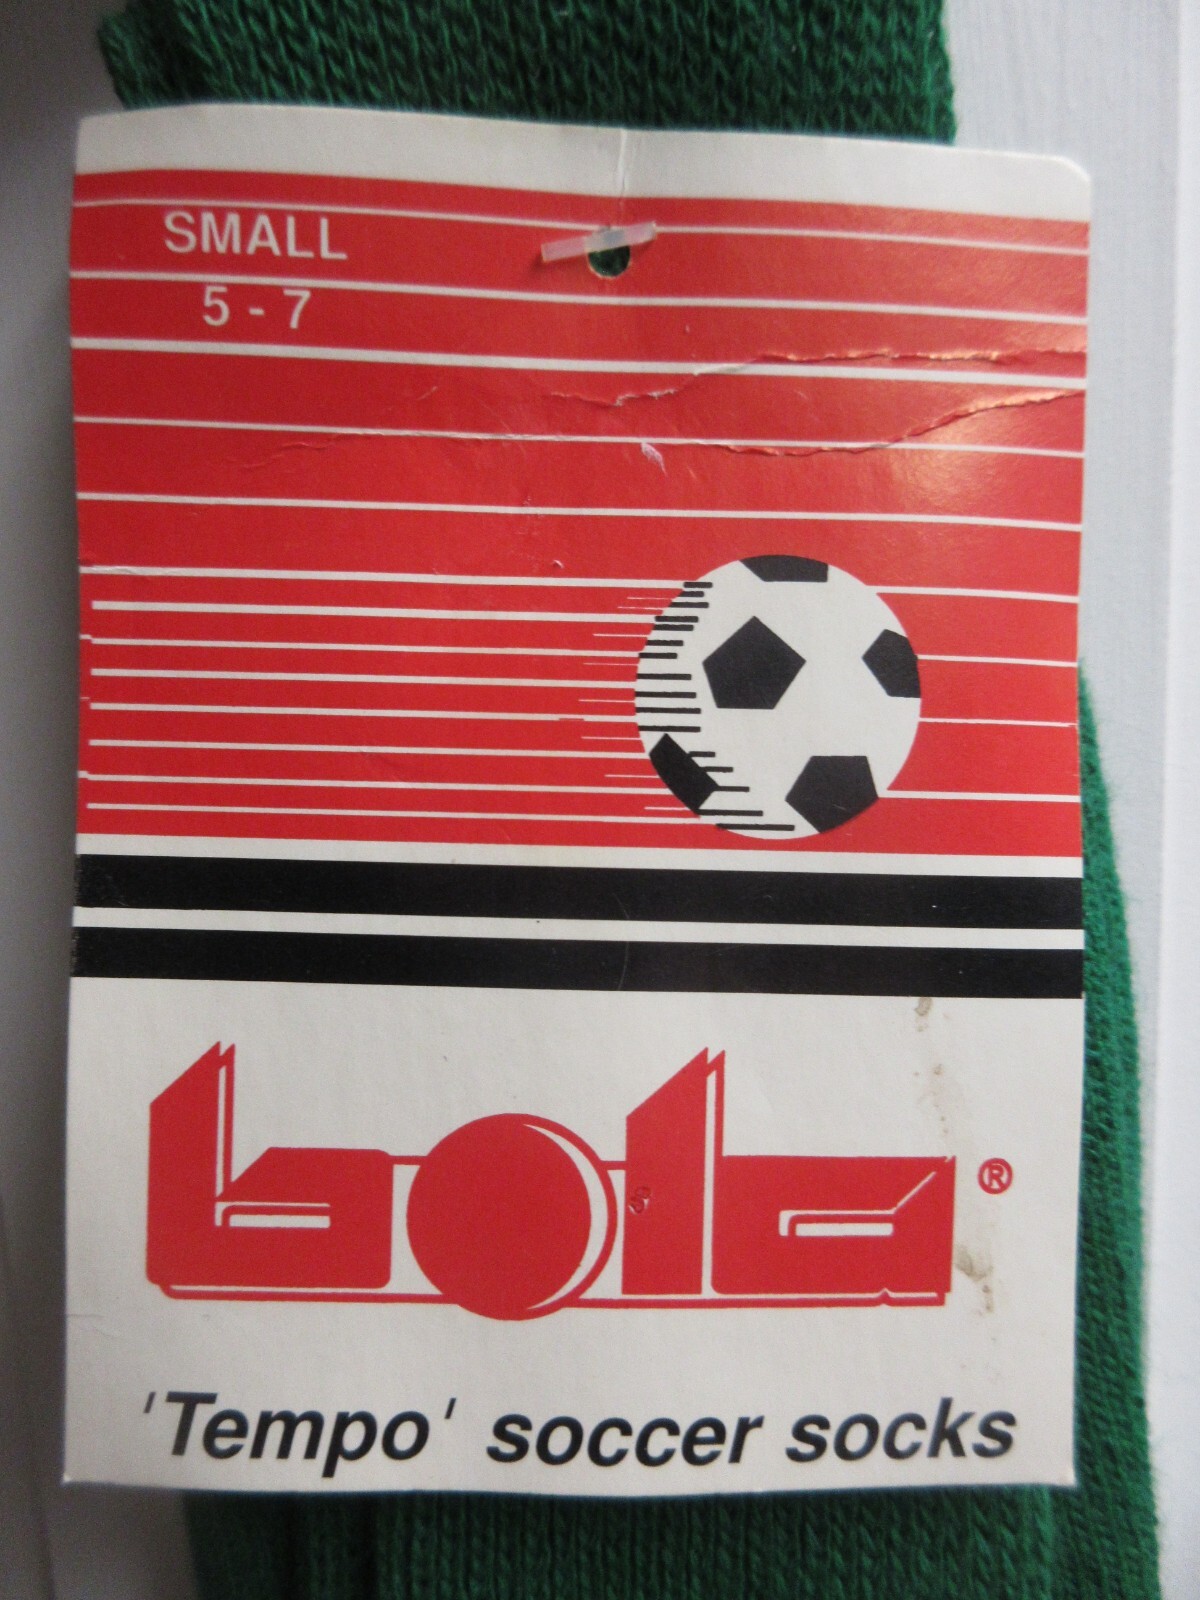 SMALL
5 - 7
bola ®
'Tempo' soccer socks